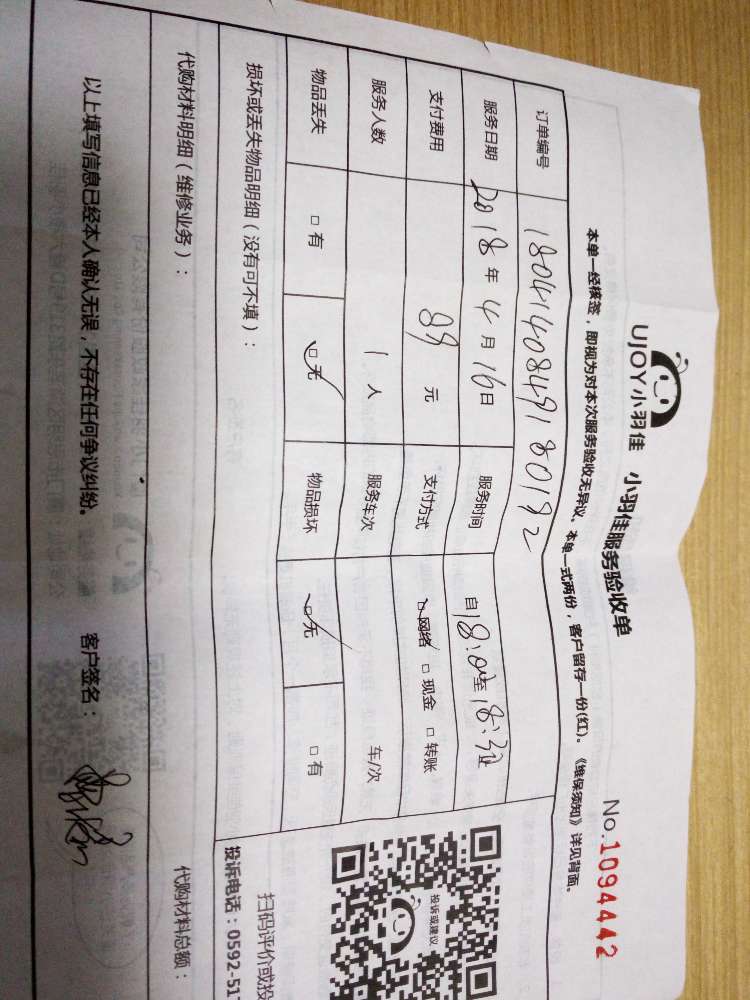 UJOY小羽佳 小羽佳服务验收单
No.1094442
本单一经核签，即视为对本次服务验收无异议。本单一式两份，客户留存一份(红)。《维保须知》详见背面。
订单编号 1804140849180192
服务日期 2018年4月16日 服务时间 自18:00至18:32
支付费用 89元 支付方式 ☑网络 □现金 □转账
服务人数 1人 服务车次 车/次
物品丢失 □有 ☑无 物品损坏 ☑无 □有
投诉或建议
扫码评价或投
投诉电话：0592-517
损坏或丢失物品明细（没有可不填）：
代购材料明细（维修业务）： 代购材料总额：
以上填写信息已经本人确认无误，不存在任何争议纠纷。 客户签名：